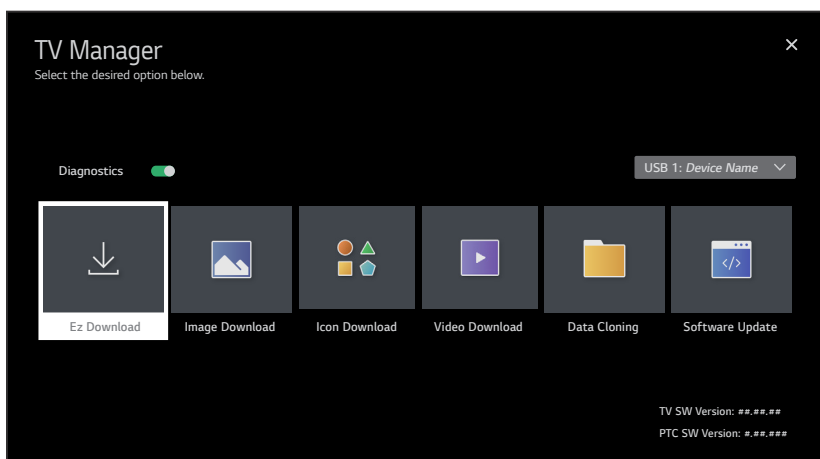 TV Manager
Select the desired option below.
Diagnostics
USB 1: Device Name
Ez Download
Image Download
Icon Download
Video Download
Data Cloning
</>
Software Update
TV SW Version: ##.##.##
PTC SW Version: #.##.###